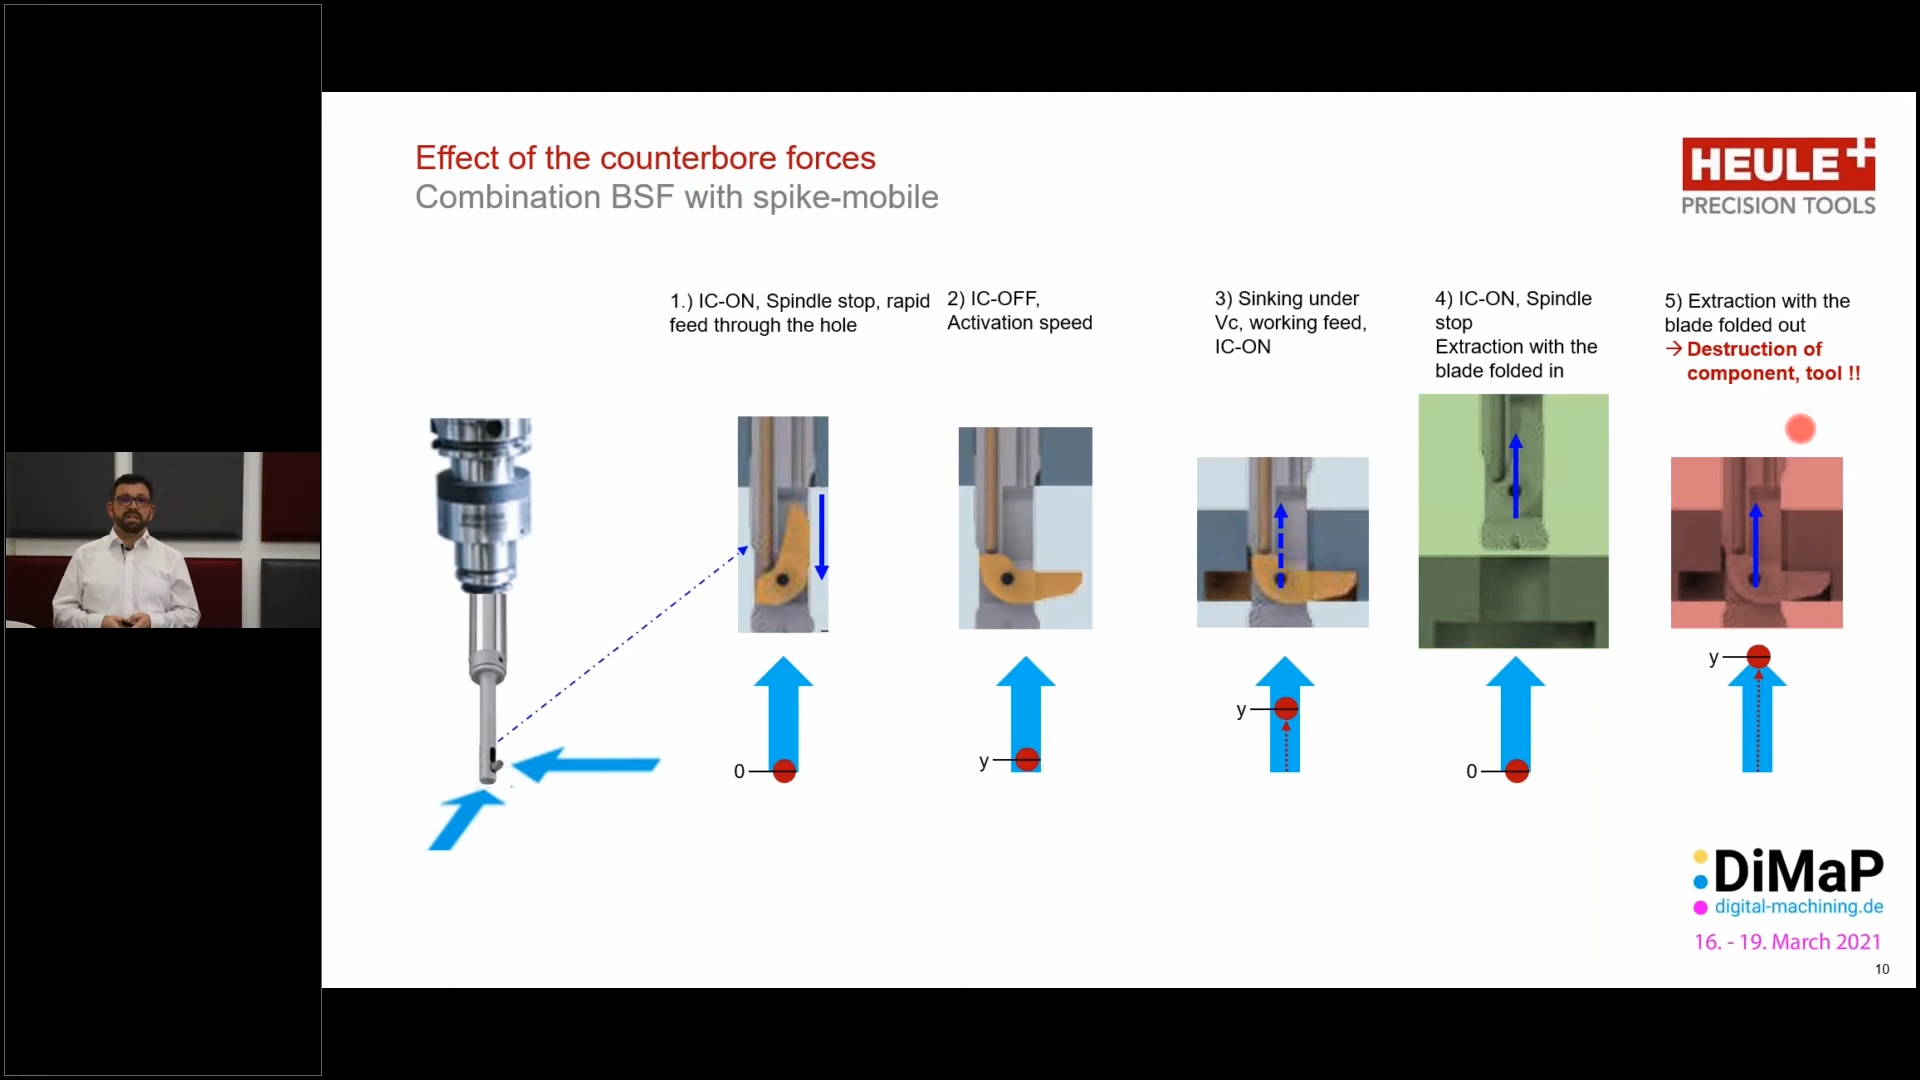 Effect of the counterbore forces
Combination BSF with spike-mobile
HEULE+
PRECISION TOOLS
1.) IC-ON, Spindle stop, rapid
feed through the hole
2) IC-OFF,
Activation speed
3) Sinking under
Vc, working feed,
IC-ON
4) IC-ON, Spindle
stop
Extraction with the
blade folded in
5) Extraction with the
blade folded out
→ Destruction of
component, tool !!
0
y
y
0
y
DiMaP
digital-machining.de
16. - 19. March 2021
10